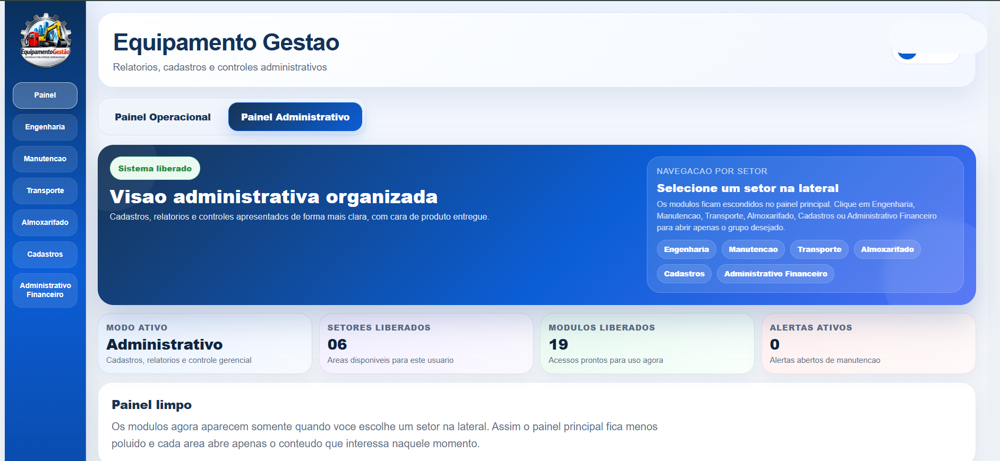 EquipamentoGestão
CONTROLE E RELATÓRIOS OPERACIONAIS
Painel
Engenharia
Manutencao
Transporte
Almoxarifado
Cadastros
Administrativo
Financeiro
Equipamento Gestao
Relatorios, cadastros e controles administrativos
Painel Operacional
Painel Administrativo
Sistema liberado
Visao administrativa organizada
Cadastros, relatorios e controles apresentados de forma mais clara, com cara de produto entregue.
NAVEGACAO POR SETOR
Selecione um setor na lateral
Os modulos ficam escondidos no painel principal. Clique em Engenharia,
Manutencao, Transporte, Almoxarifado, Cadastros ou Administrativo Financeiro
para abrir apenas o grupo desejado.
Engenharia
Manutencao
Transporte
Almoxarifado
Cadastros
Administrativo Financeiro
MODO ATIVO
Administrativo
Cadastros, relatorios e controle gerencial
SETORES LIBERADOS
06
Areas disponiveis para este usuario
MODULOS LIBERADOS
19
Acessos prontos para uso agora
ALERTAS ATIVOS
0
Alertas abertos de manutencao
Painel limpo
Os modulos agora aparecem somente quando voce escolhe um setor na lateral. Assim o painel principal fica menos
poluido e cada area abre apenas o conteudo que interessa naquele momento.